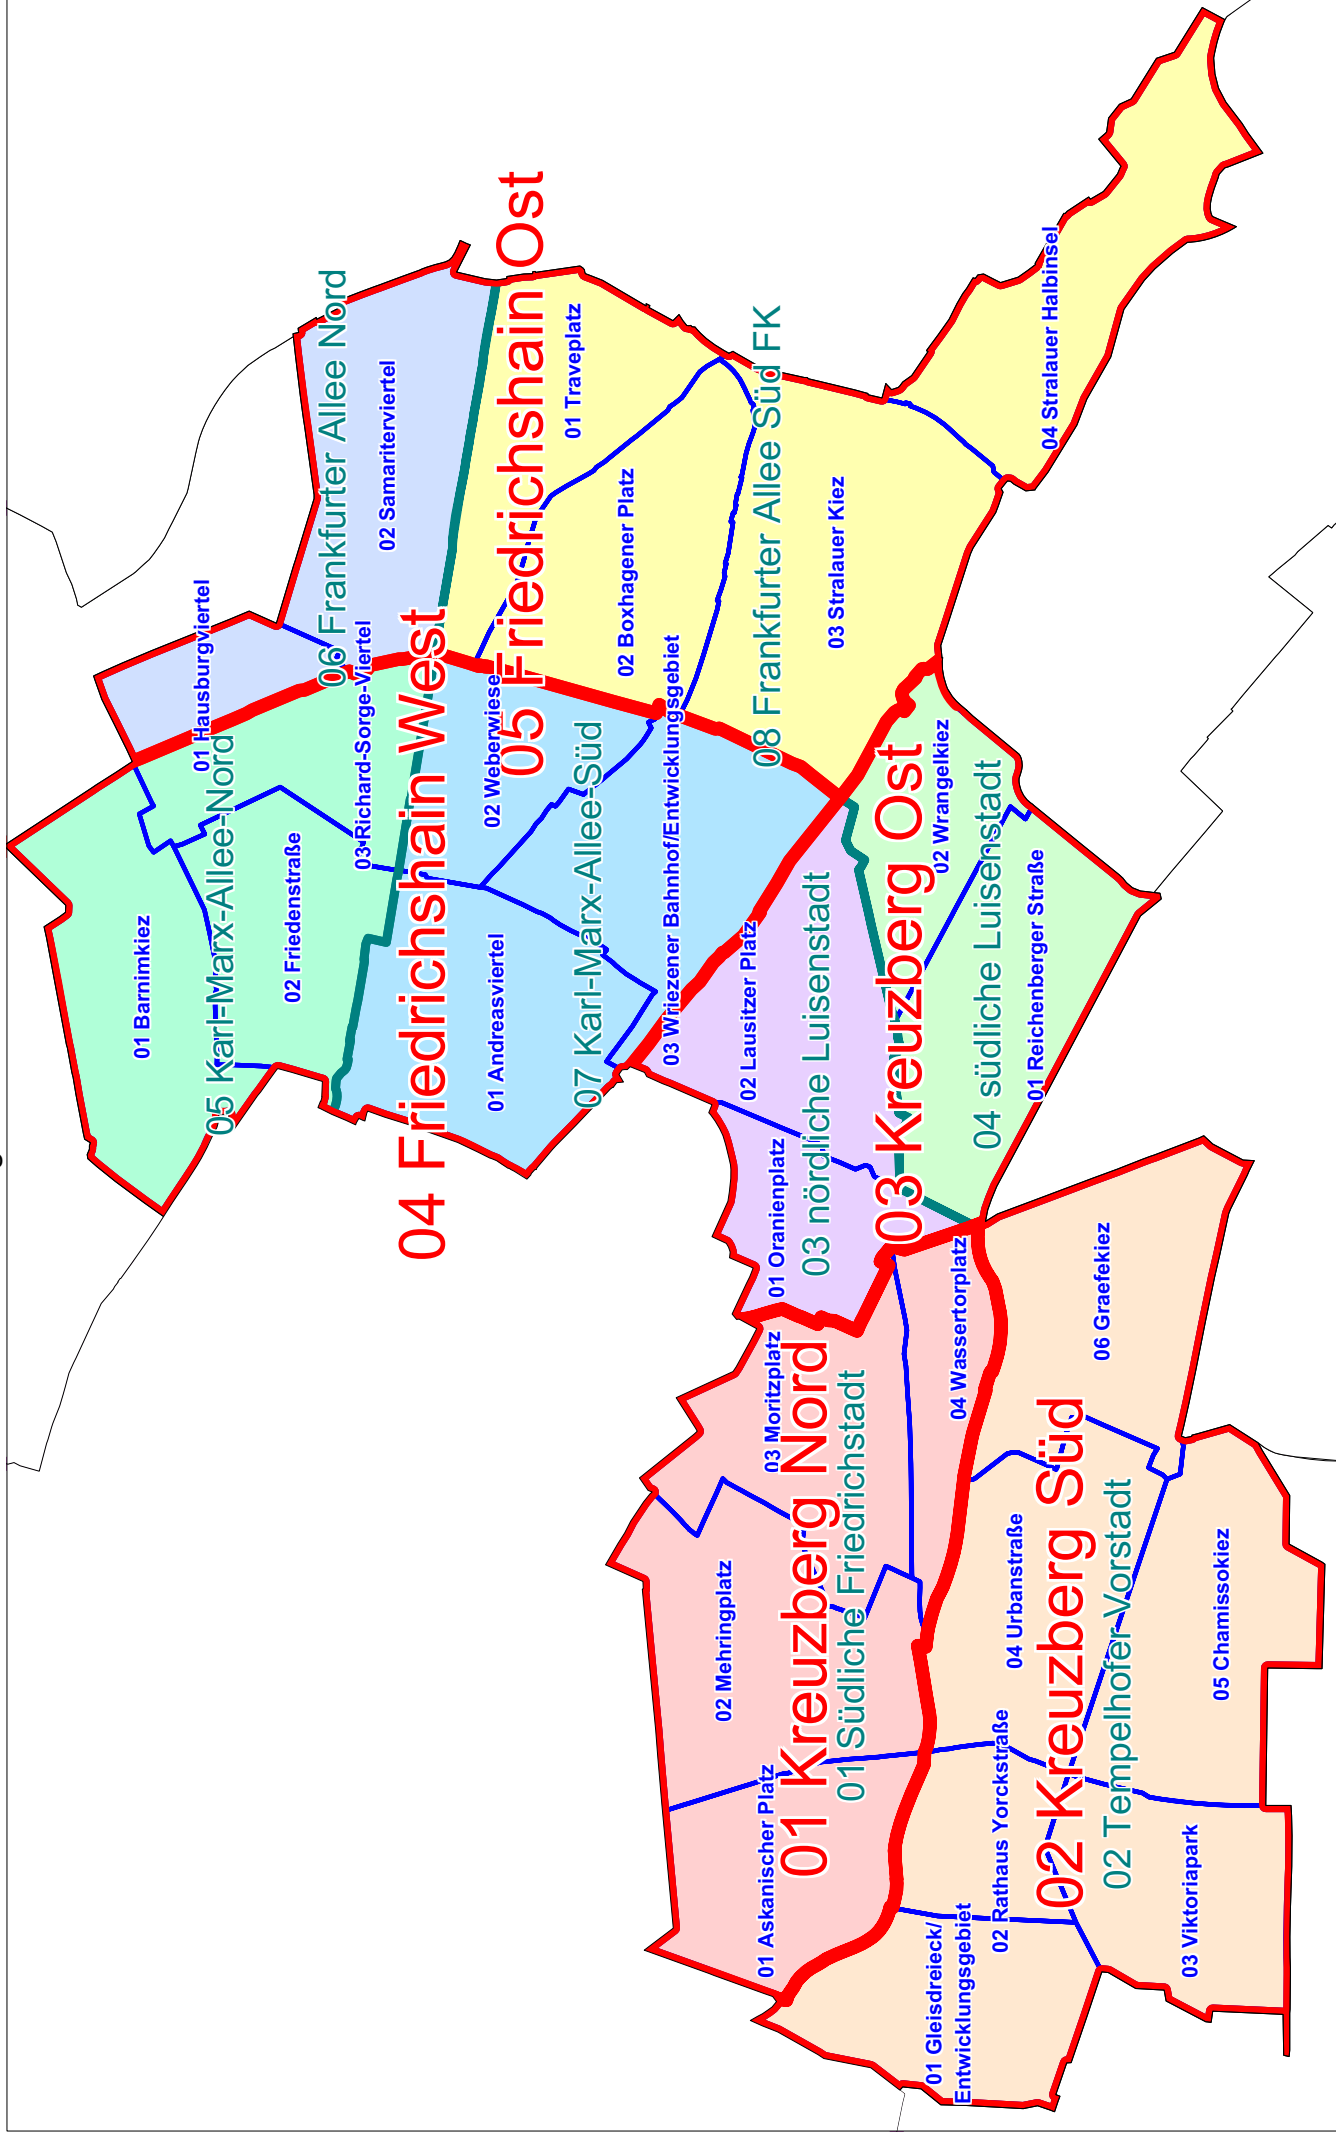 01 Barnimkiez
01 Hausburgviertel
05 Karl-Marx-Allee-Nord
02 Friedenstraße
06 Frankfurter Allee Nord
03 Richard-Sorge-Viertel
02 Samariterviertel
04 Friedrichshain West
01 Andreasviertel
02 Weberwiese
05 Friedrichshain Ost
01 Traveplatz
07 Karl-Marx-Allee-Süd
02 Boxhagener Platz
03 Wriezener Bahnhof/Entwicklungsgebiet
08 Frankfurter Allee Süd FK
03 Stralauer Kiez
04 Stralauer Halbinsel
02 Lausitzer Platz
01 Oranienplatz
03 nördliche Luisenstadt
03 Kreuzberg Ost
02 Wrangelkiez
04 südliche Luisenstadt
01 Reichenberger Straße
02 Mehringplatz
03 Moritzplatz
01 Askanischer Platz
01 Kreuzberg Nord
01 Südliche Friedrichstadt
04 Wassertorplatz
01 Gleisdreieck/
Entwicklungsgebiet
02 Rathaus Yorckstraße
04 Urbanstraße
02 Kreuzberg Süd
06 Graefekiez
02 Tempelhofer Vorstadt
03 Viktoriapark
05 Chamissokiez